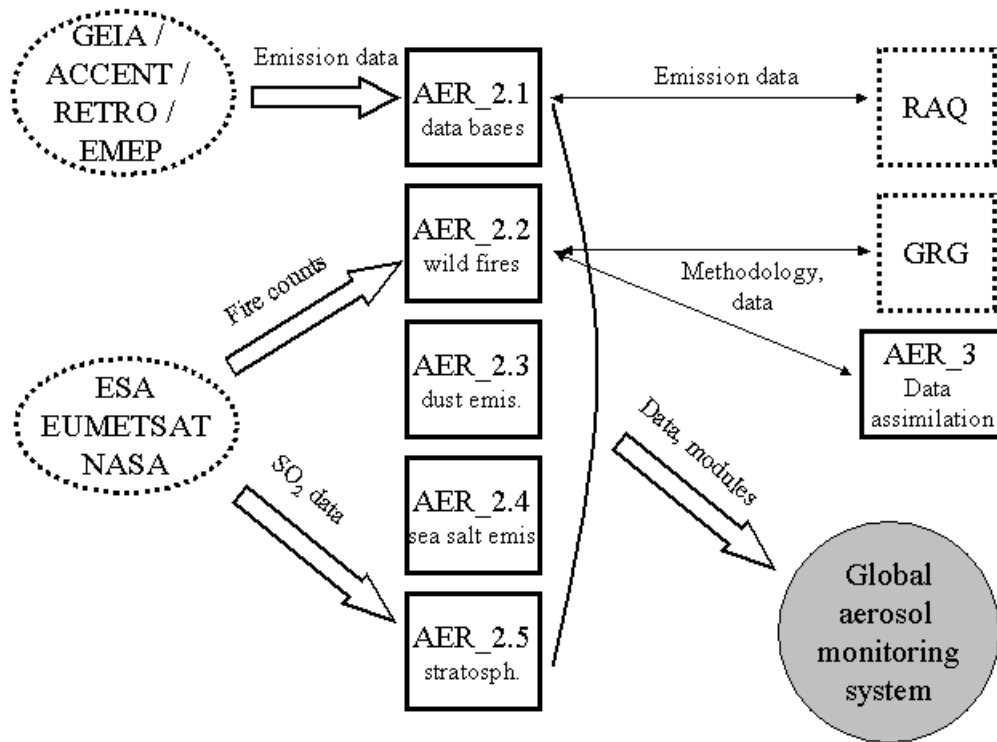 GEIA /
ACCENT /
RETRO /
EMEP
Emission data
AER_2.1
data bases
Emission data
RAQ
AER_2.2
wild fires
GRG
Methodology,
data
Fire counts
AER_2.3
dust emis.
AER_3
Data
assimilation
ESA
EUMETSAT
NASA
Data, modules
SO₂ data
AER_2.4
sea salt emis
AER_2.5
stratosph.
Global
aerosol
monitoring
system